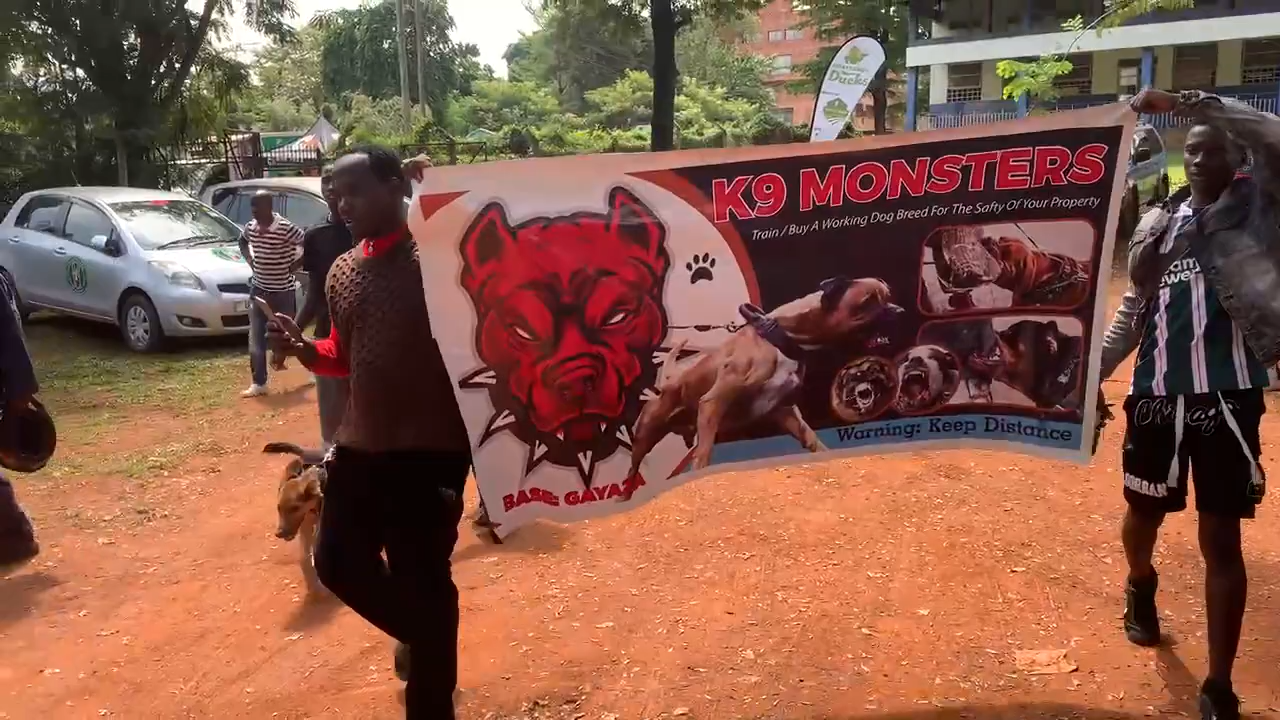 Ducks
K9 MONSTERS
Train / Buy A Working Dog Breed For The Safty Of Your Property
Warning: Keep Distance
BASE: GAYAZA